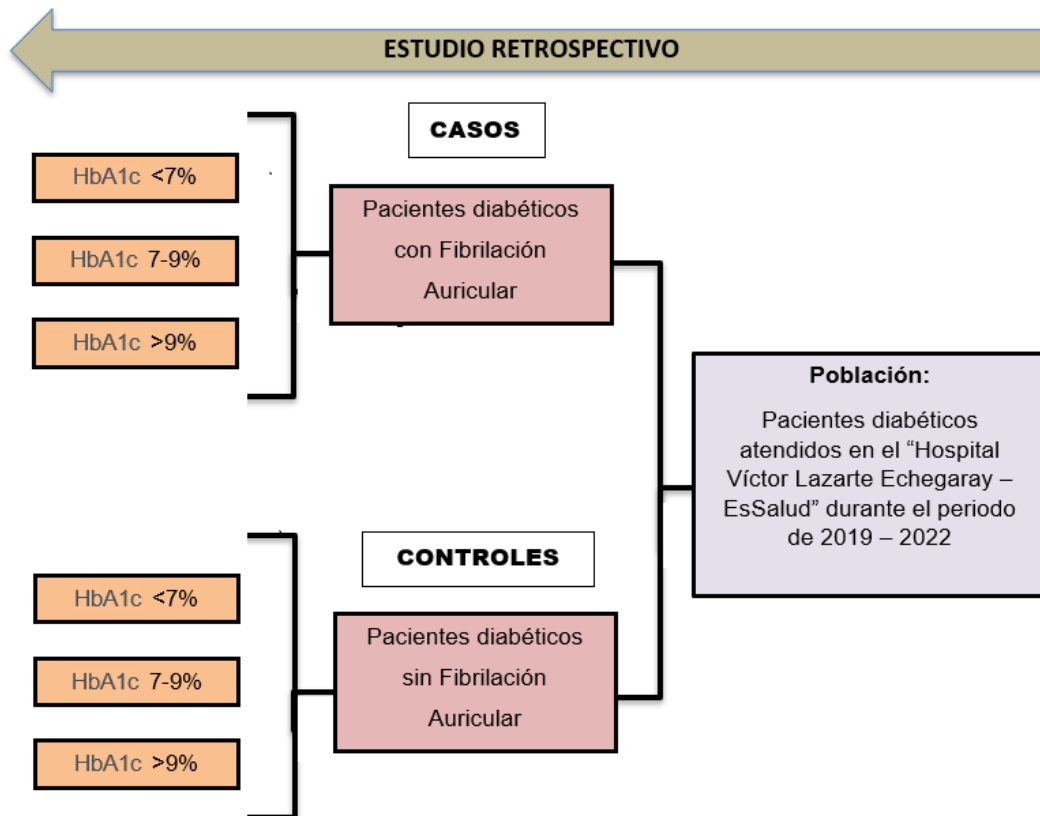 ESTUDIO RETROSPECTIVO
CASOS
HbA1c <7%
HbA1c 7-9%
HbA1c >9%
Pacientes diabéticos
con Fibrilación
Auricular
Población:
Pacientes diabéticos
atendidos en el “Hospital
Víctor Lazarte Echegaray –
EsSalud” durante el periodo
de 2019 – 2022
CONTROLES
HbA1c <7%
HbA1c 7-9%
HbA1c >9%
Pacientes diabéticos
sin Fibrilación
Auricular